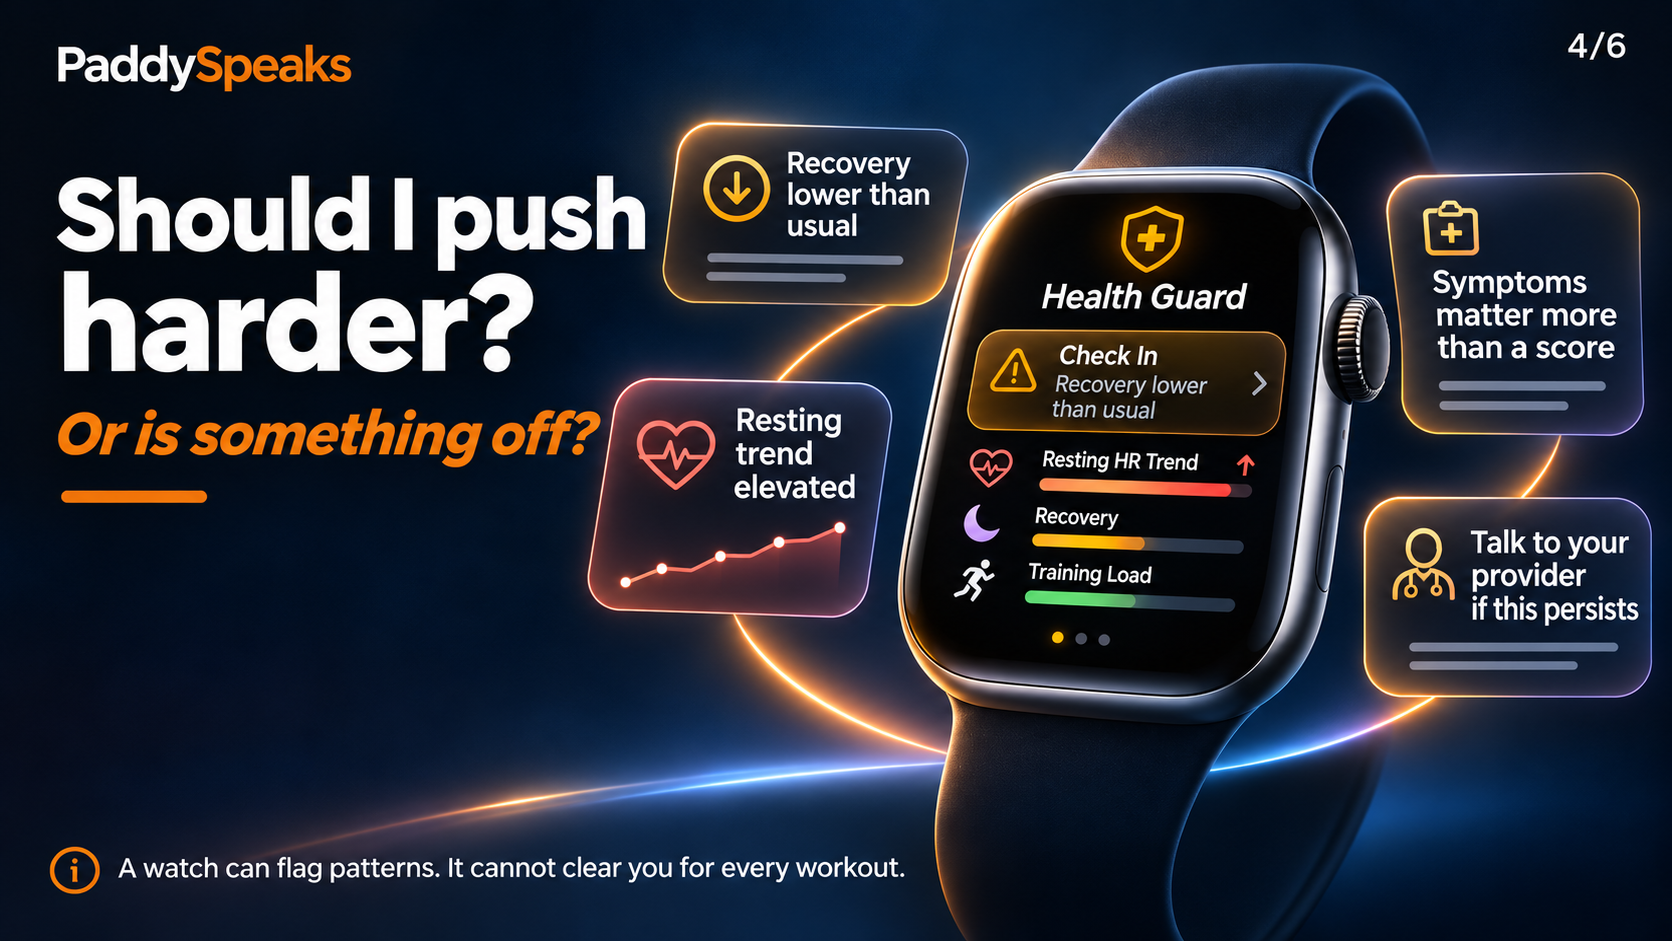 PaddySpeaks
4/6
Should I push
harder?
Or is something off?
Recovery
lower than
usual
Resting
trend
elevated
Health Guard
Check In
Recovery lower
than usual
Resting HR Trend
Recovery
Training Load
Symptoms
matter more
than a score
Talk to your
provider
if this persists
A watch can flag patterns. It cannot clear you for every workout.